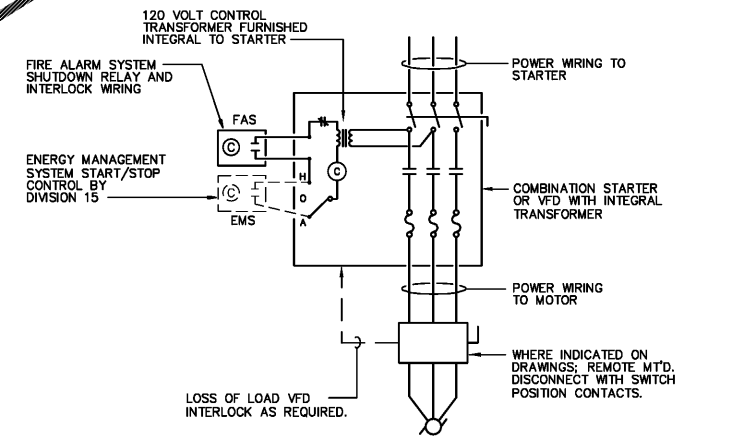 120 VOLT CONTROL
TRANSFORMER FURNISHED
INTEGRAL TO STARTER
FIRE ALARM SYSTEM
SHUTDOWN RELAY AND
INTERLOCK WIRING
POWER WIRING TO
STARTER
FAS
C
ENERGY MANAGEMENT
SYSTEM START/STOP
CONTROL BY
DIVISION 15
C
EMS
H
O
A
C
COMBINATION STARTER
OR VFD WITH INTEGRAL
TRANSFORMER
POWER WIRING
TO MOTOR
WHERE INDICATED ON
DRAWINGS; REMOTE MT'D.
DISCONNECT WITH SWITCH
POSITION CONTACTS.
LOSS OF LOAD VFD
INTERLOCK AS REQUIRED.